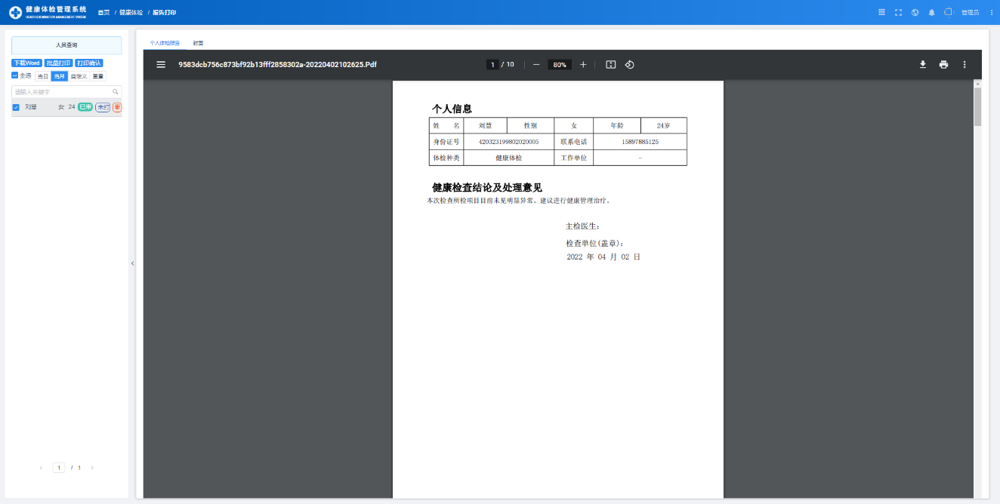 健康体检管理系统 首页 / 健康体检 / 报告打印 管理员
HEALTH EXAMINATION MANAGEMENT SYSTEM
人员查询
下载Word 批量打印 打印确认
全选 当日 当月 自定义 重置
请输入关键字
刘慧 女 24 已审 未打
1 / 1
个人体检报告 封面
9583dcb756c873bf92b13fff2858302a-20220402102625.Pdf 1 / 10 80%
个人信息
姓 名 刘慧 性别 女 年龄 24岁
身份证号 420323199802020005 联系电话 15897885125
体检种类 健康体检 工作单位 –
健康检查结论及处理意见
本次检查所检项目目前未见明显异常。建议进行健康管理治疗。
主检医生：
检查单位(盖章)：
2022 年 04 月 02 日